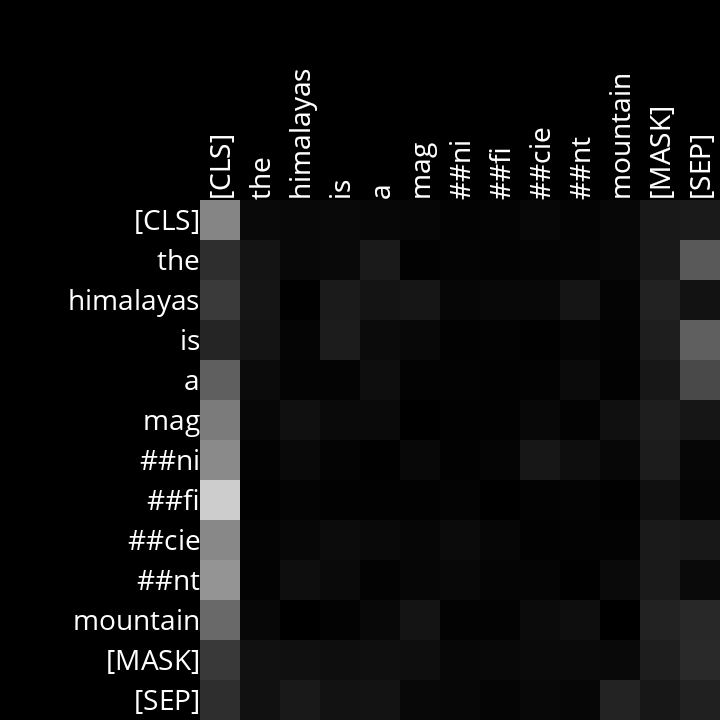 [CLS] the himalayas is a mag ##ni ##fi ##cie ##nt mountain [MASK] [SEP]
[CLS]
the
himalayas
is
a
mag
##ni
##fi
##cie
##nt
mountain
[MASK]
[SEP]